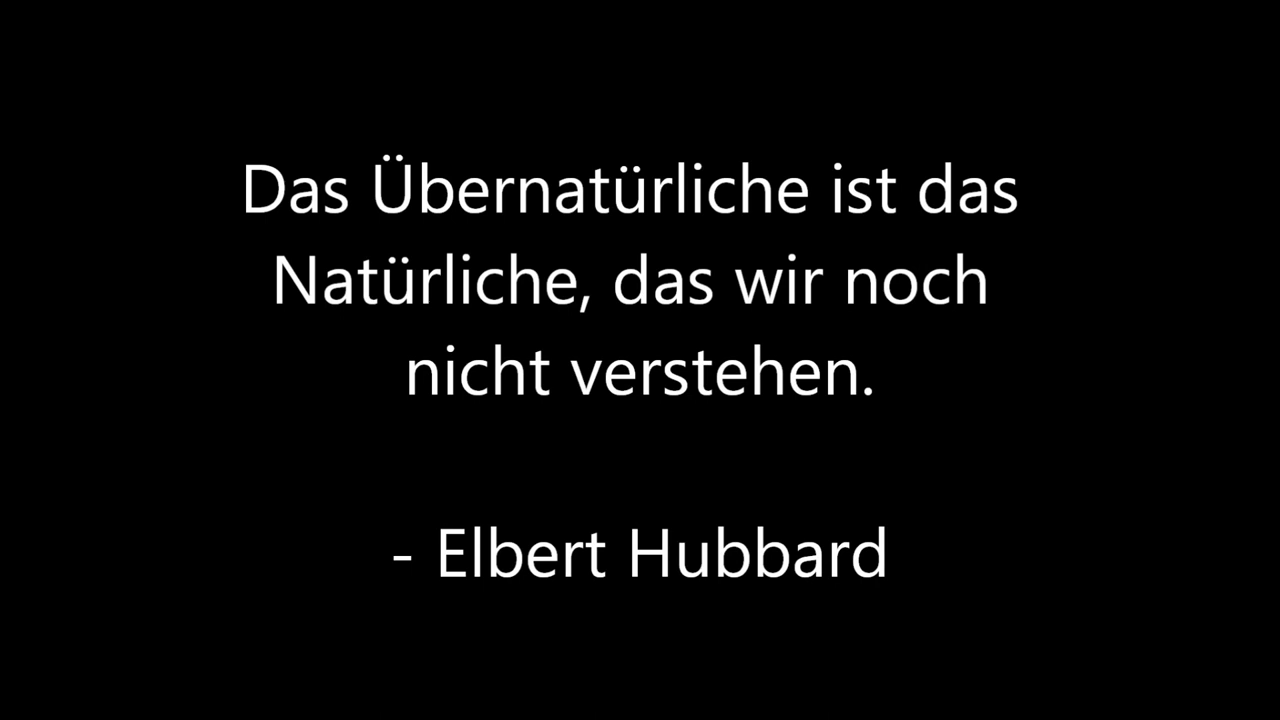 Das Übernatürliche ist das
Natürliche, das wir noch
nicht verstehen.
- Elbert Hubbard